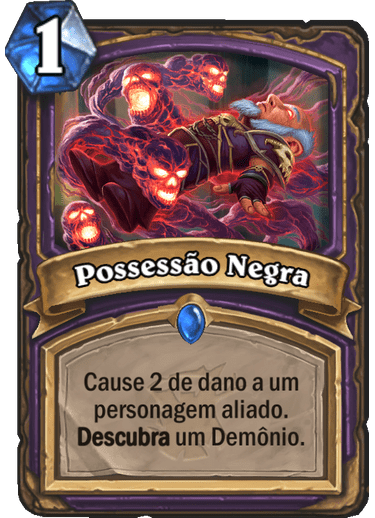 1
Possessão Negra
Cause 2 de dano a um
personagem aliado.
Descubra um Demônio.